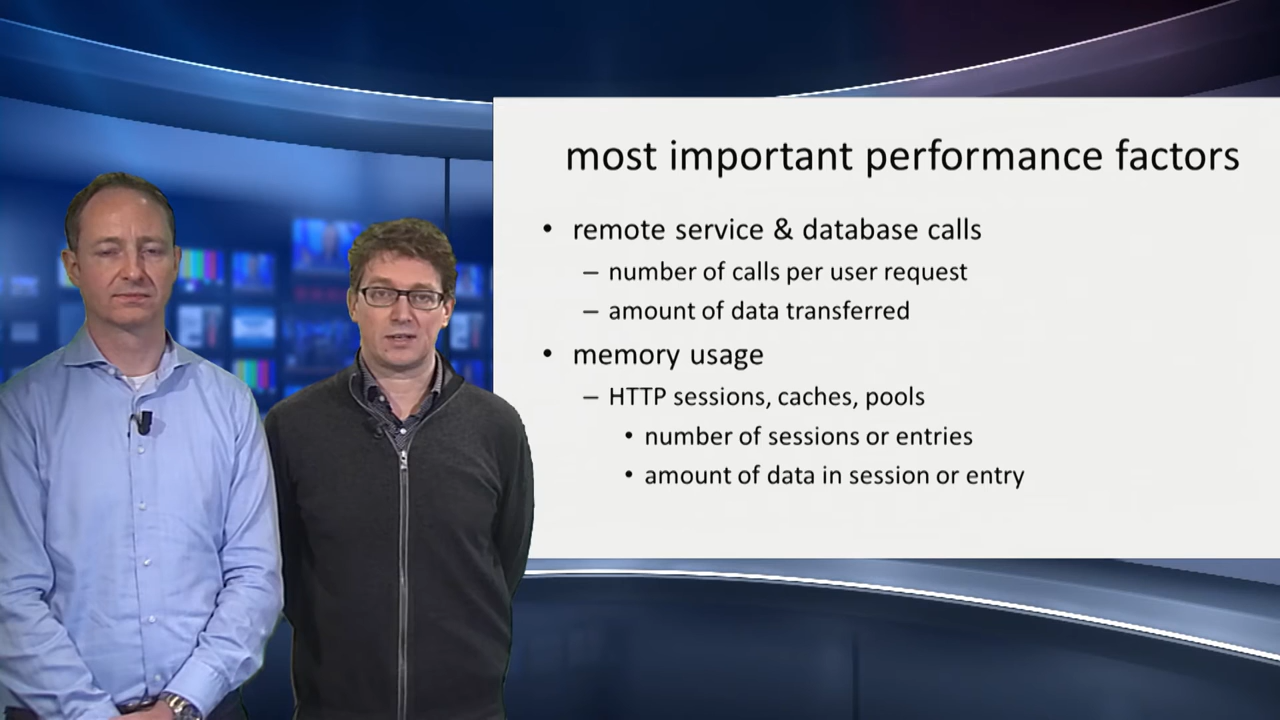 most important performance factors
• remote service & database calls
– number of calls per user request
– amount of data transferred
• memory usage
– HTTP sessions, caches, pools
• number of sessions or entries
• amount of data in session or entry